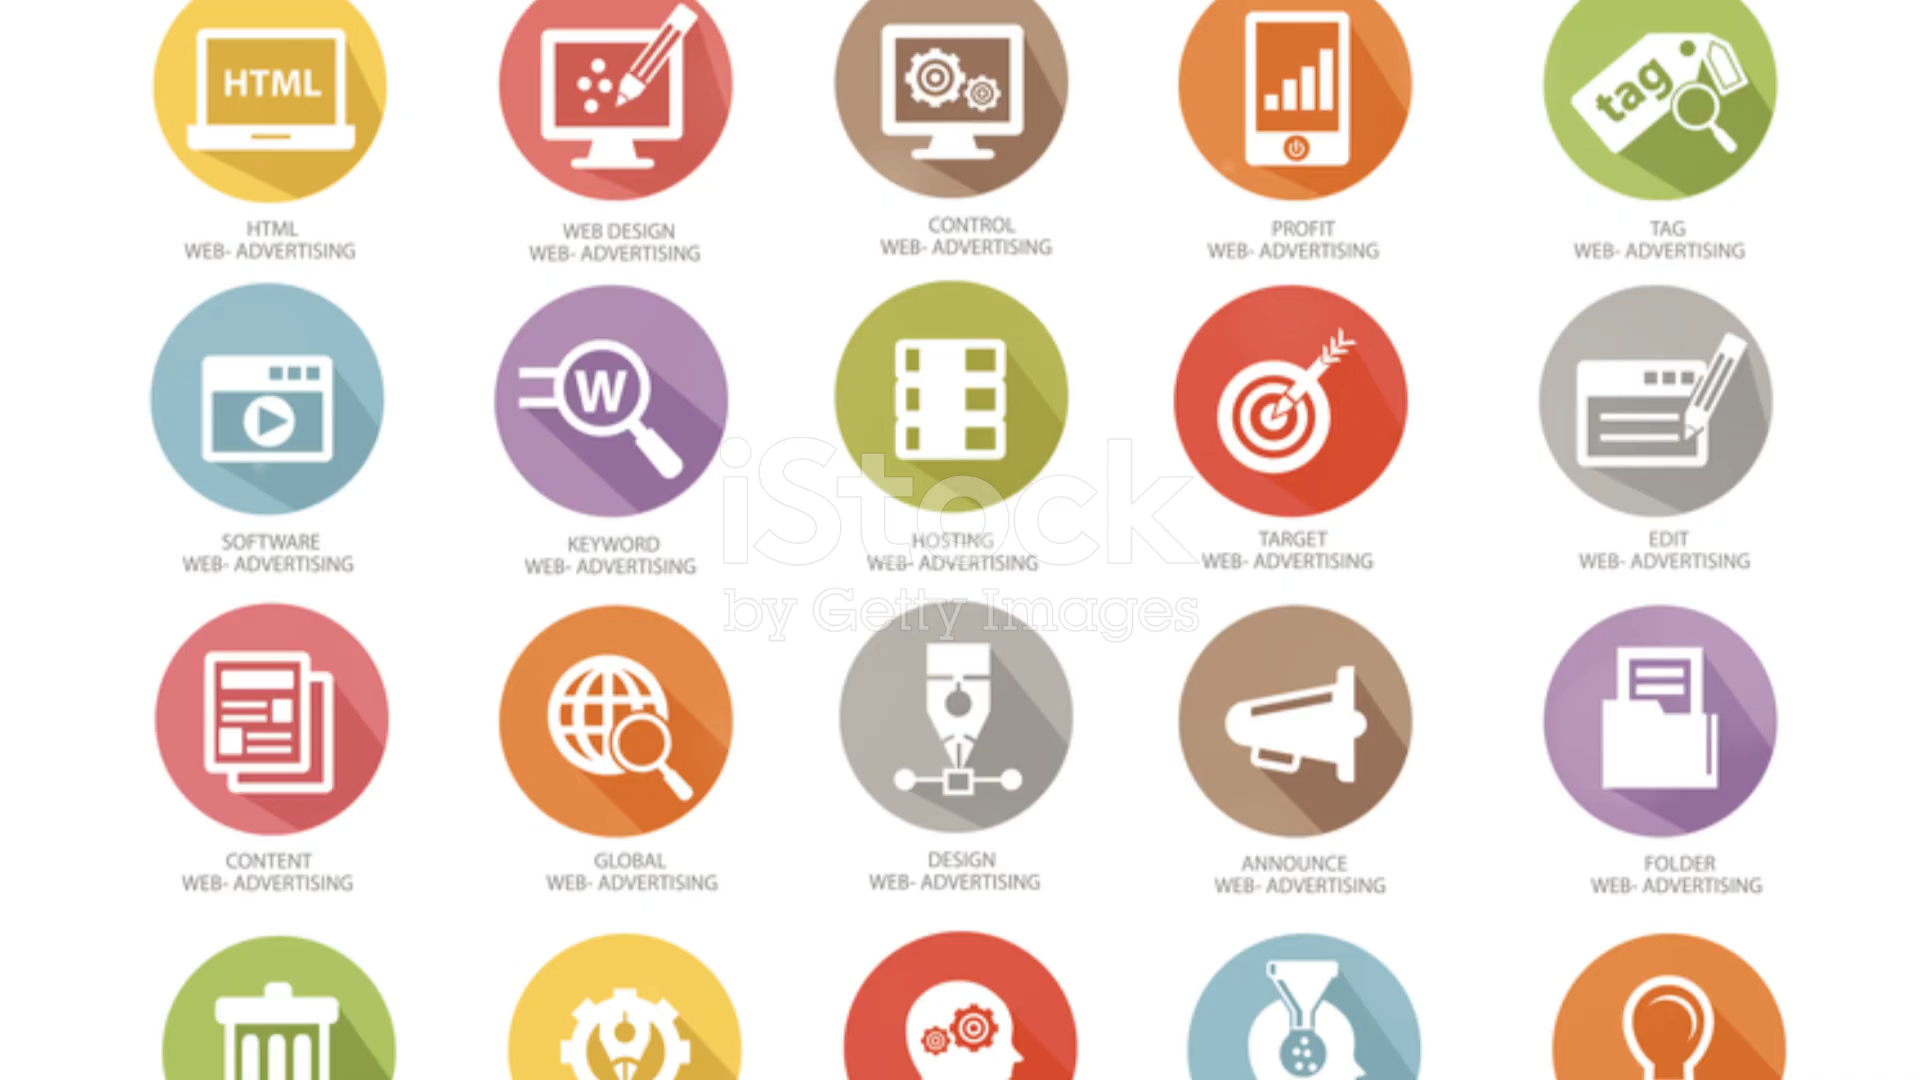 HTML
tag
HTML
WEB- ADVERTISING
WEB DESIGN
WEB- ADVERTISING
CONTROL
WEB- ADVERTISING
PROFIT
WEB- ADVERTISING
TAG
WEB- ADVERTISING
W
SOFTWARE
WEB- ADVERTISING
KEYWORD
WEB- ADVERTISING
HOSTING
WEB- ADVERTISING
TARGET
WEB- ADVERTISING
EDIT
WEB- ADVERTISING
iStock
by Getty Images
CONTENT
WEB- ADVERTISING
GLOBAL
WEB- ADVERTISING
DESIGN
WEB- ADVERTISING
ANNOUNCE
WEB- ADVERTISING
FOLDER
WEB- ADVERTISING